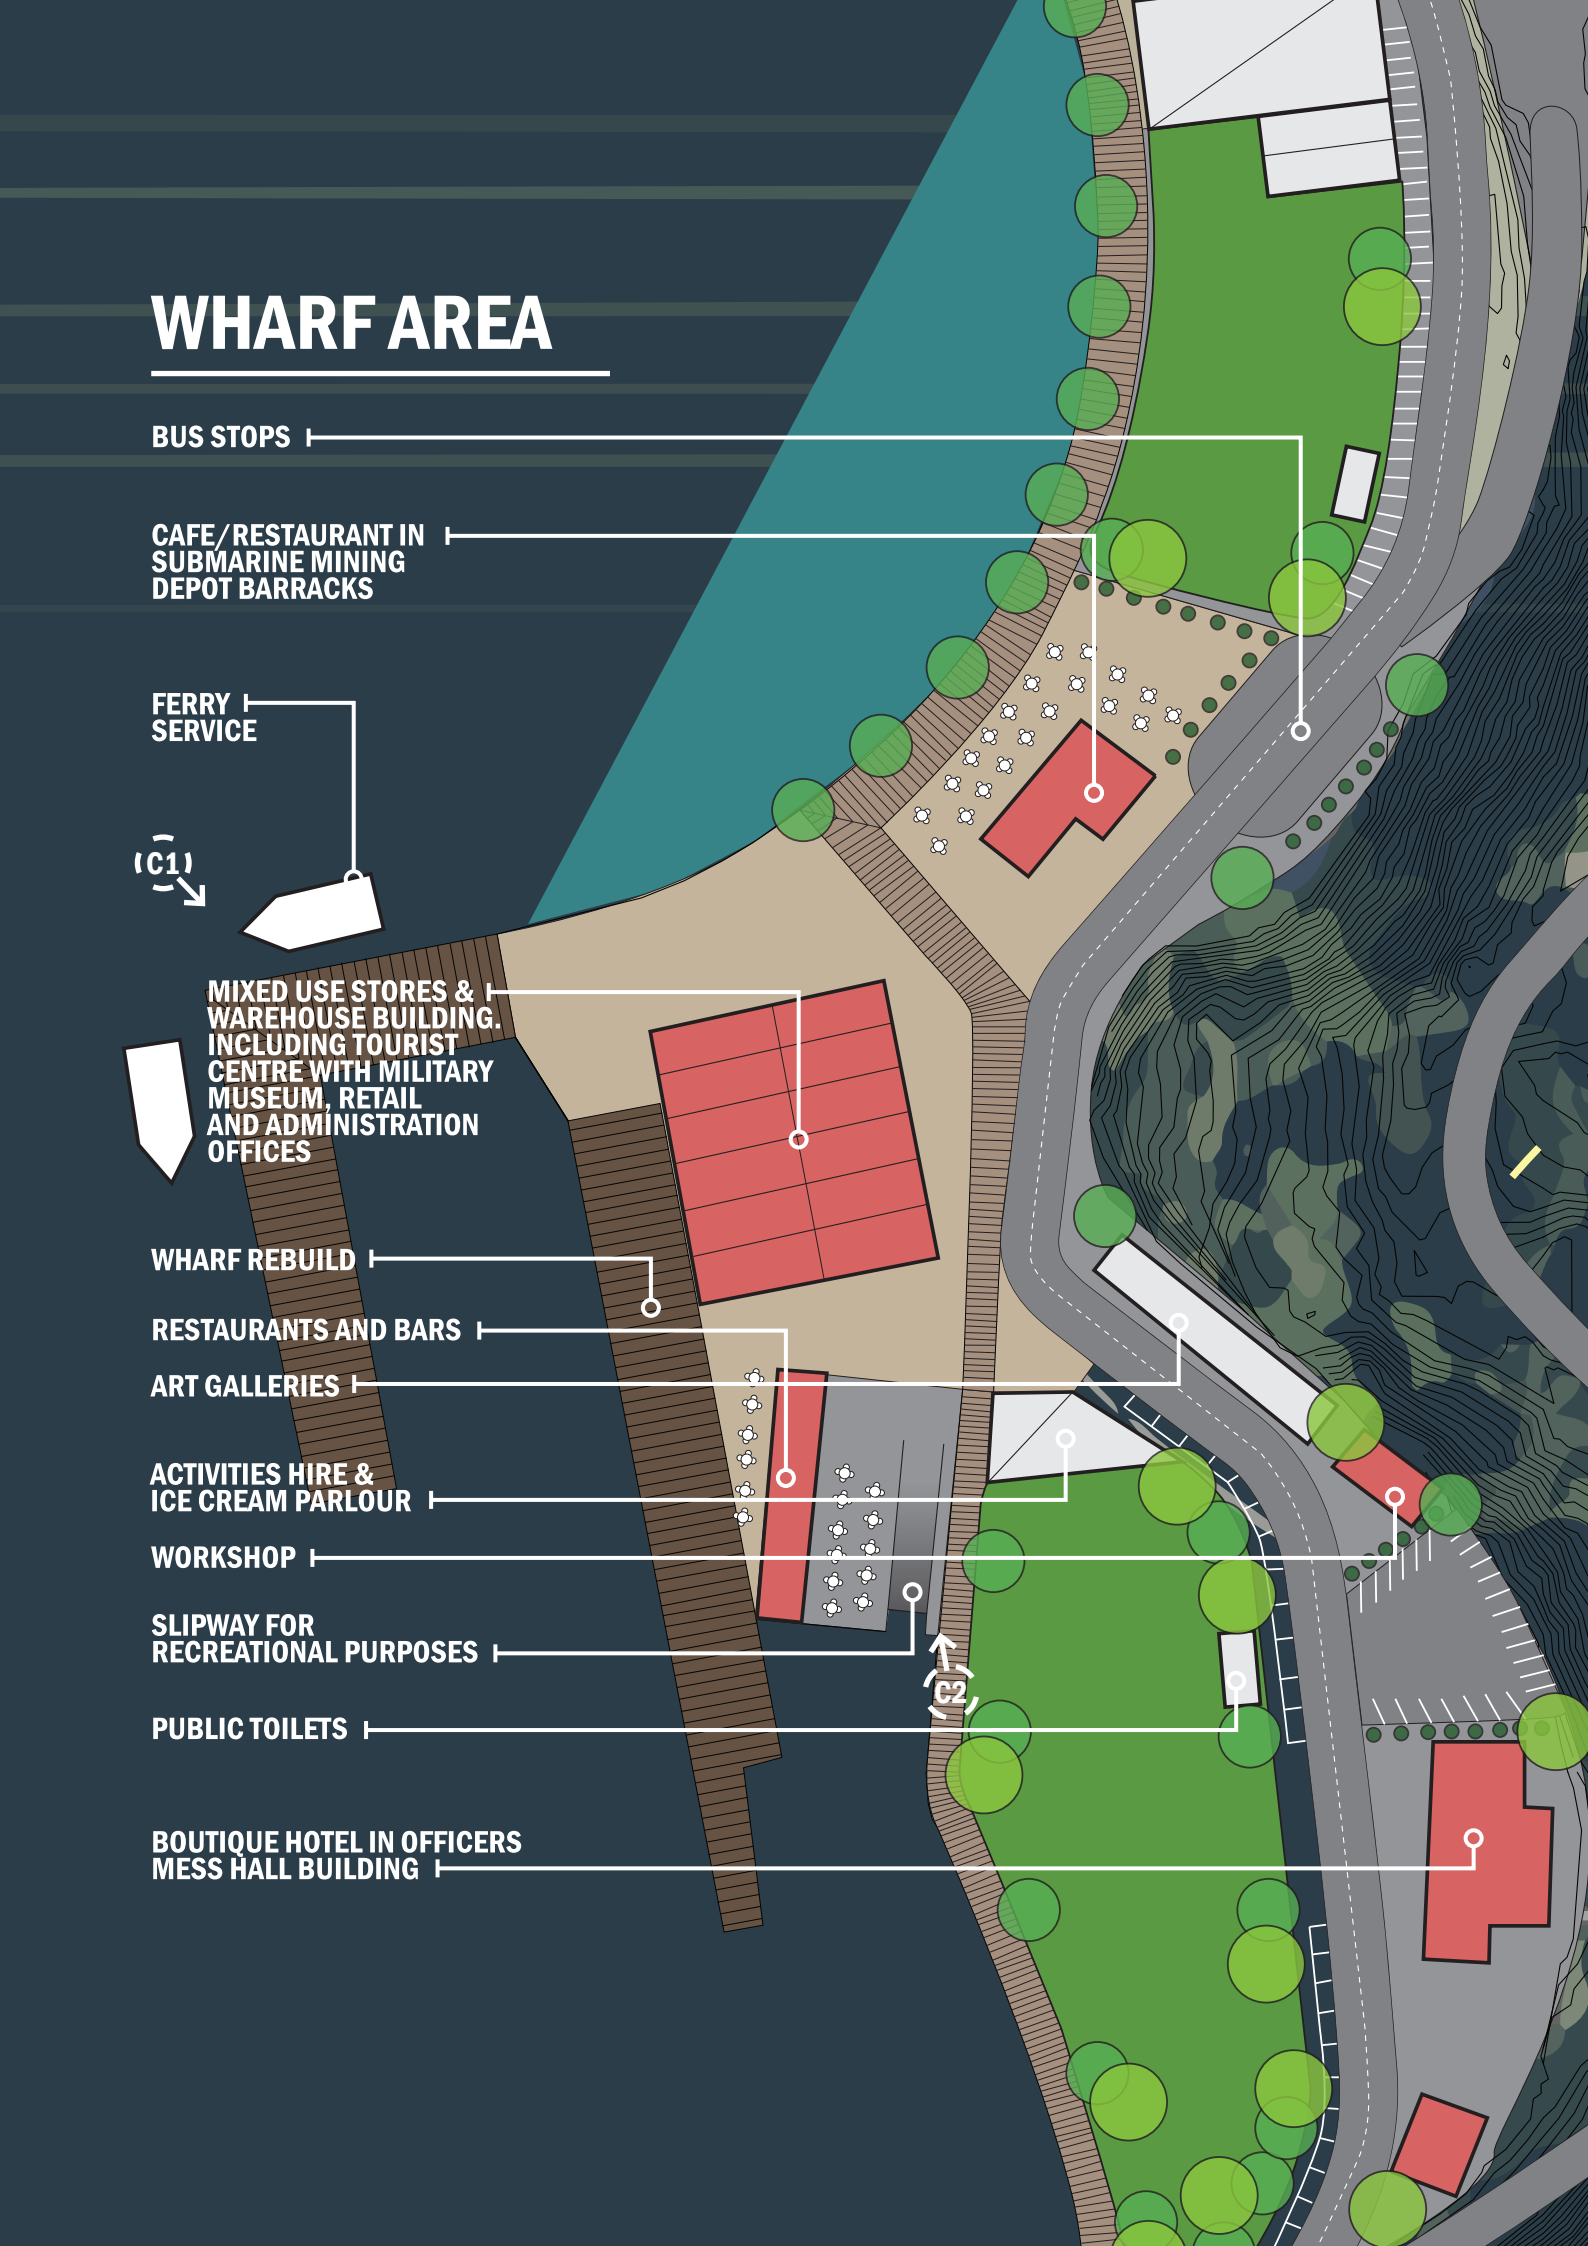 WHARF AREA
BUS STOPS
CAFE/RESTAURANT IN
SUBMARINE MINING
DEPOT BARRACKS
FERRY
SERVICE
C1
MIXED USE STORES &
WAREHOUSE BUILDING.
INCLUDING TOURIST
CENTRE WITH MILITARY
MUSEUM, RETAIL
AND ADMINISTRATION
OFFICES
WHARF REBUILD
RESTAURANTS AND BARS
ART GALLERIES
ACTIVITIES HIRE &
ICE CREAM PARLOUR
WORKSHOP
SLIPWAY FOR
RECREATIONAL PURPOSES
C2
PUBLIC TOILETS
BOUTIQUE HOTEL IN OFFICERS
MESS HALL BUILDING